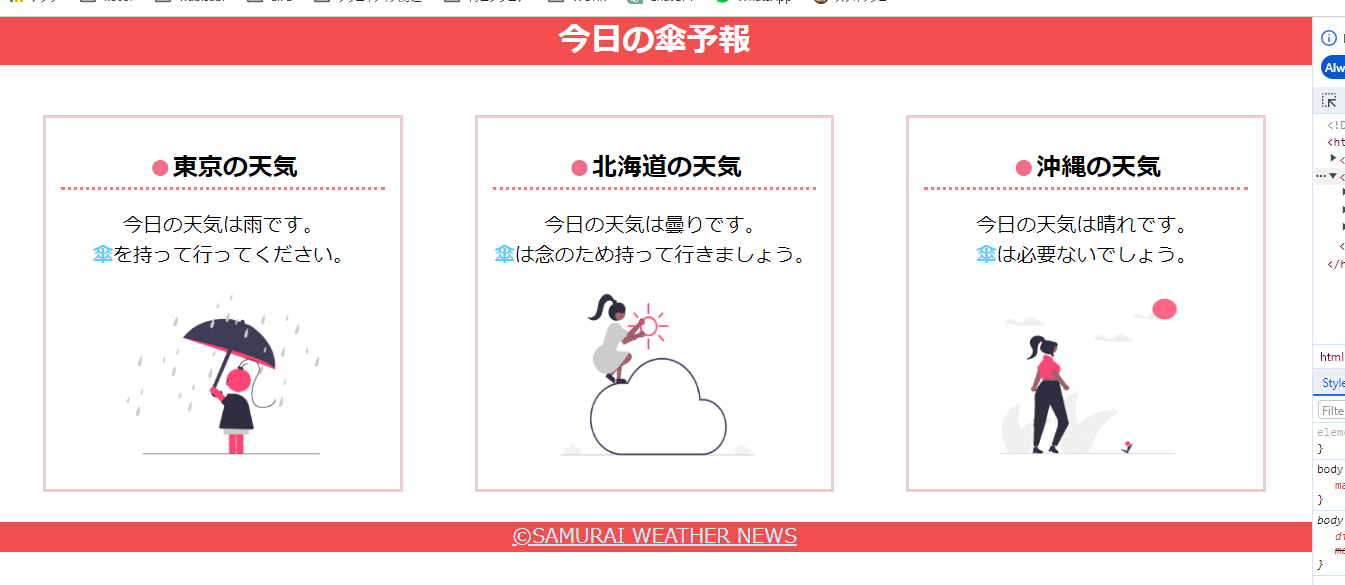 ChatGPT
WhatsApp
今日の傘予報
●東京の天気
今日の天気は雨です。
傘を持って行ってください。
●北海道の天気
今日の天気は曇りです。
傘は念のため持って行きましょう。
●沖縄の天気
今日の天気は晴れです。
傘は必要ないでしょう。
©SAMURAI WEATHER NEWS
Alw
<!D
<ht
</h
html
Style
Filte
elem
}
body
ma
}
body
di
ma
}